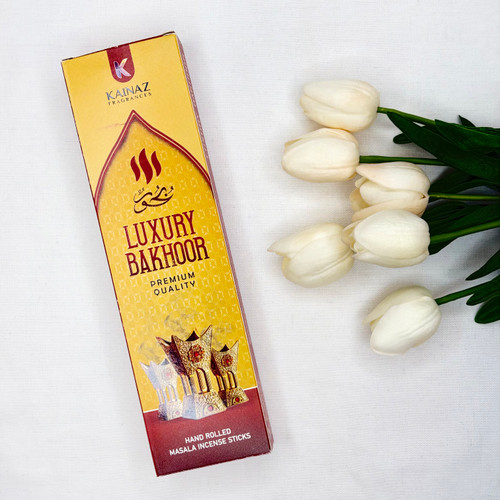 K
KAINAZ
FRAGRANCES
بخور
LUXURY
BAKHOOR
PREMIUM
QUALITY
HAND ROLLED
MASALA INCENSE STICKS